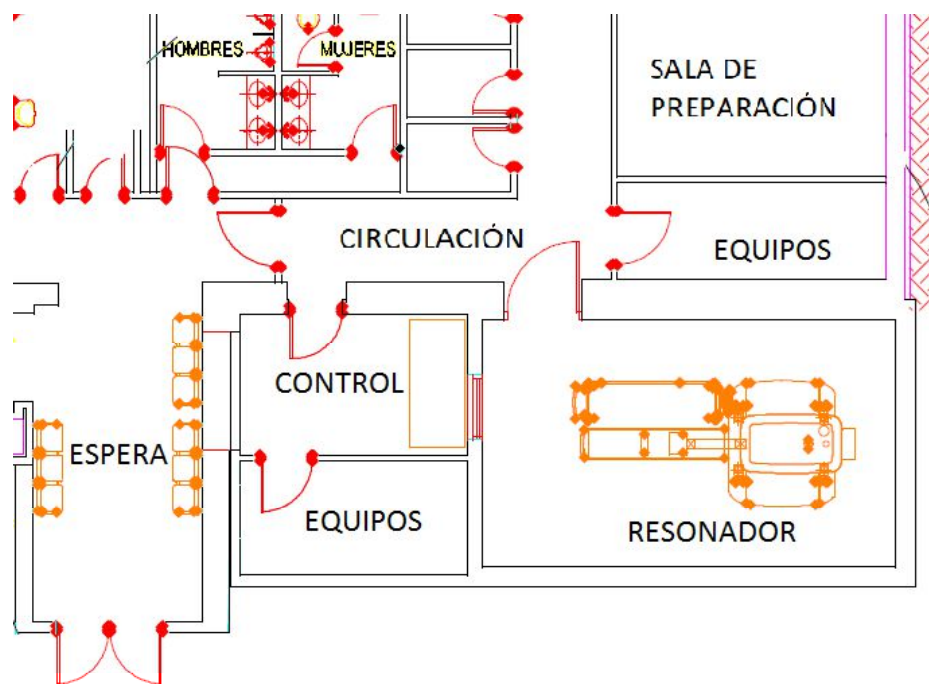 HOMBRES
MUJERES
SALA DE
PREPARACIÓN
CIRCULACIÓN
EQUIPOS
CONTROL
ESPERA
EQUIPOS
RESONADOR